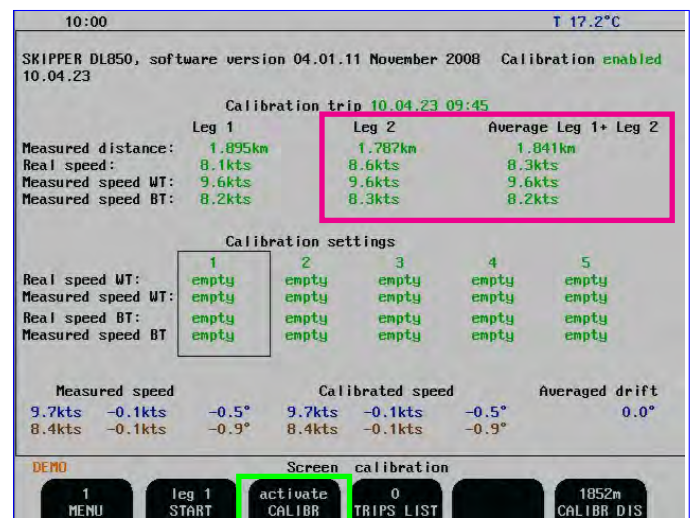 10:00 T 17.2°C
SKIPPER DL850, software version 04.01.11 November 2008 Calibration enabled
10.04.23
Calibration trip 10.04.23 09:45
Leg 1 Leg 2 Average Leg 1+ Leg 2
Measured distance: 1.895km 1.787km 1.841km
Real speed: 8.1kts 8.6kts 8.3kts
Measured speed WT: 9.6kts 9.6kts 9.6kts
Measured speed BT: 8.2kts 8.3kts 8.2kts
Calibration settings
1 2 3 4 5
Real speed WT: empty empty empty empty empty
Measured speed WT: empty empty empty empty empty
Real speed BT: empty empty empty empty empty
Measured speed BT empty empty empty empty empty
Measured speed Calibrated speed Averaged drift
9.7kts -0.1kts -0.5° 9.7kts -0.1kts -0.5° 0.0°
8.4kts -0.1kts -0.9° 8.4kts -0.1kts -0.9°
DEMO Screen calibration
1 leg 1 activate 0 1852m
MENU START CALIBR TRIPS LIST CALIBR DIS